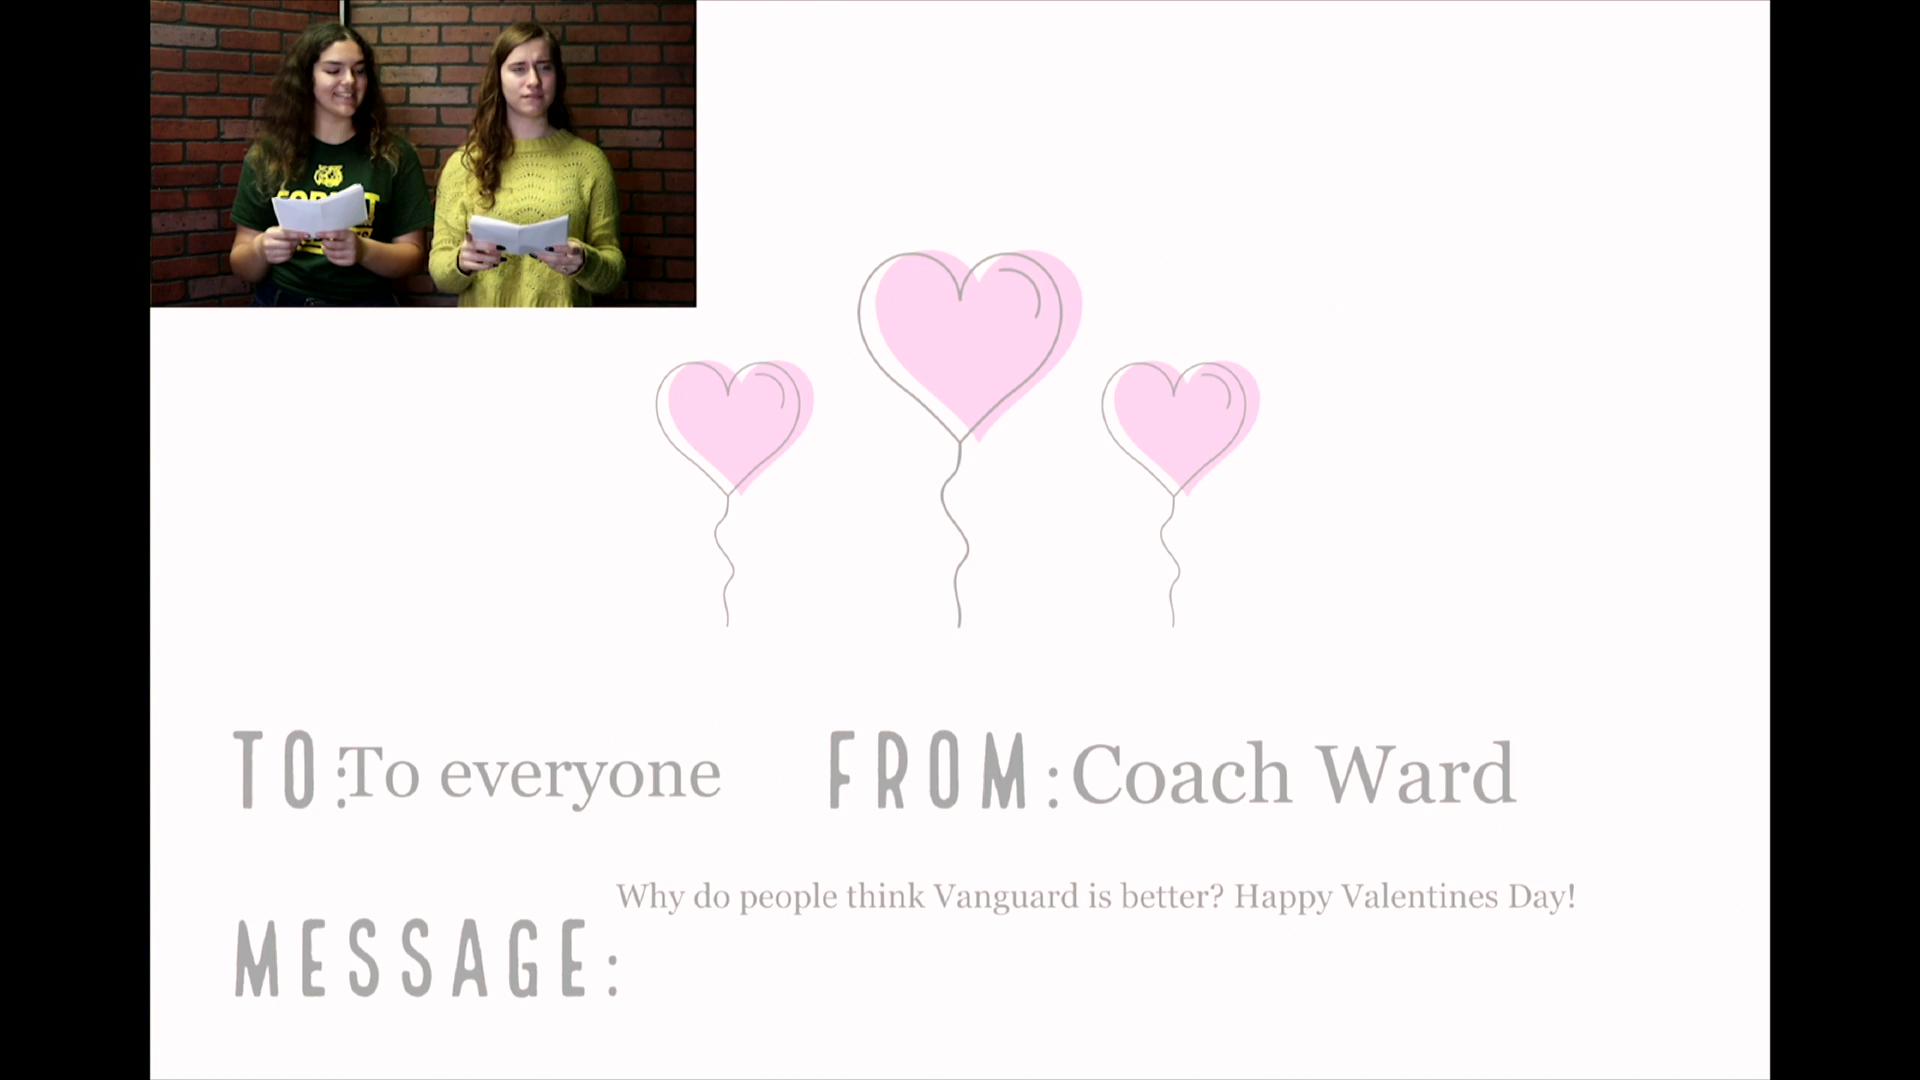 TO:To everyone
FROM:Coach Ward
Why do people think Vanguard is better? Happy Valentines Day!
MESSAGE: